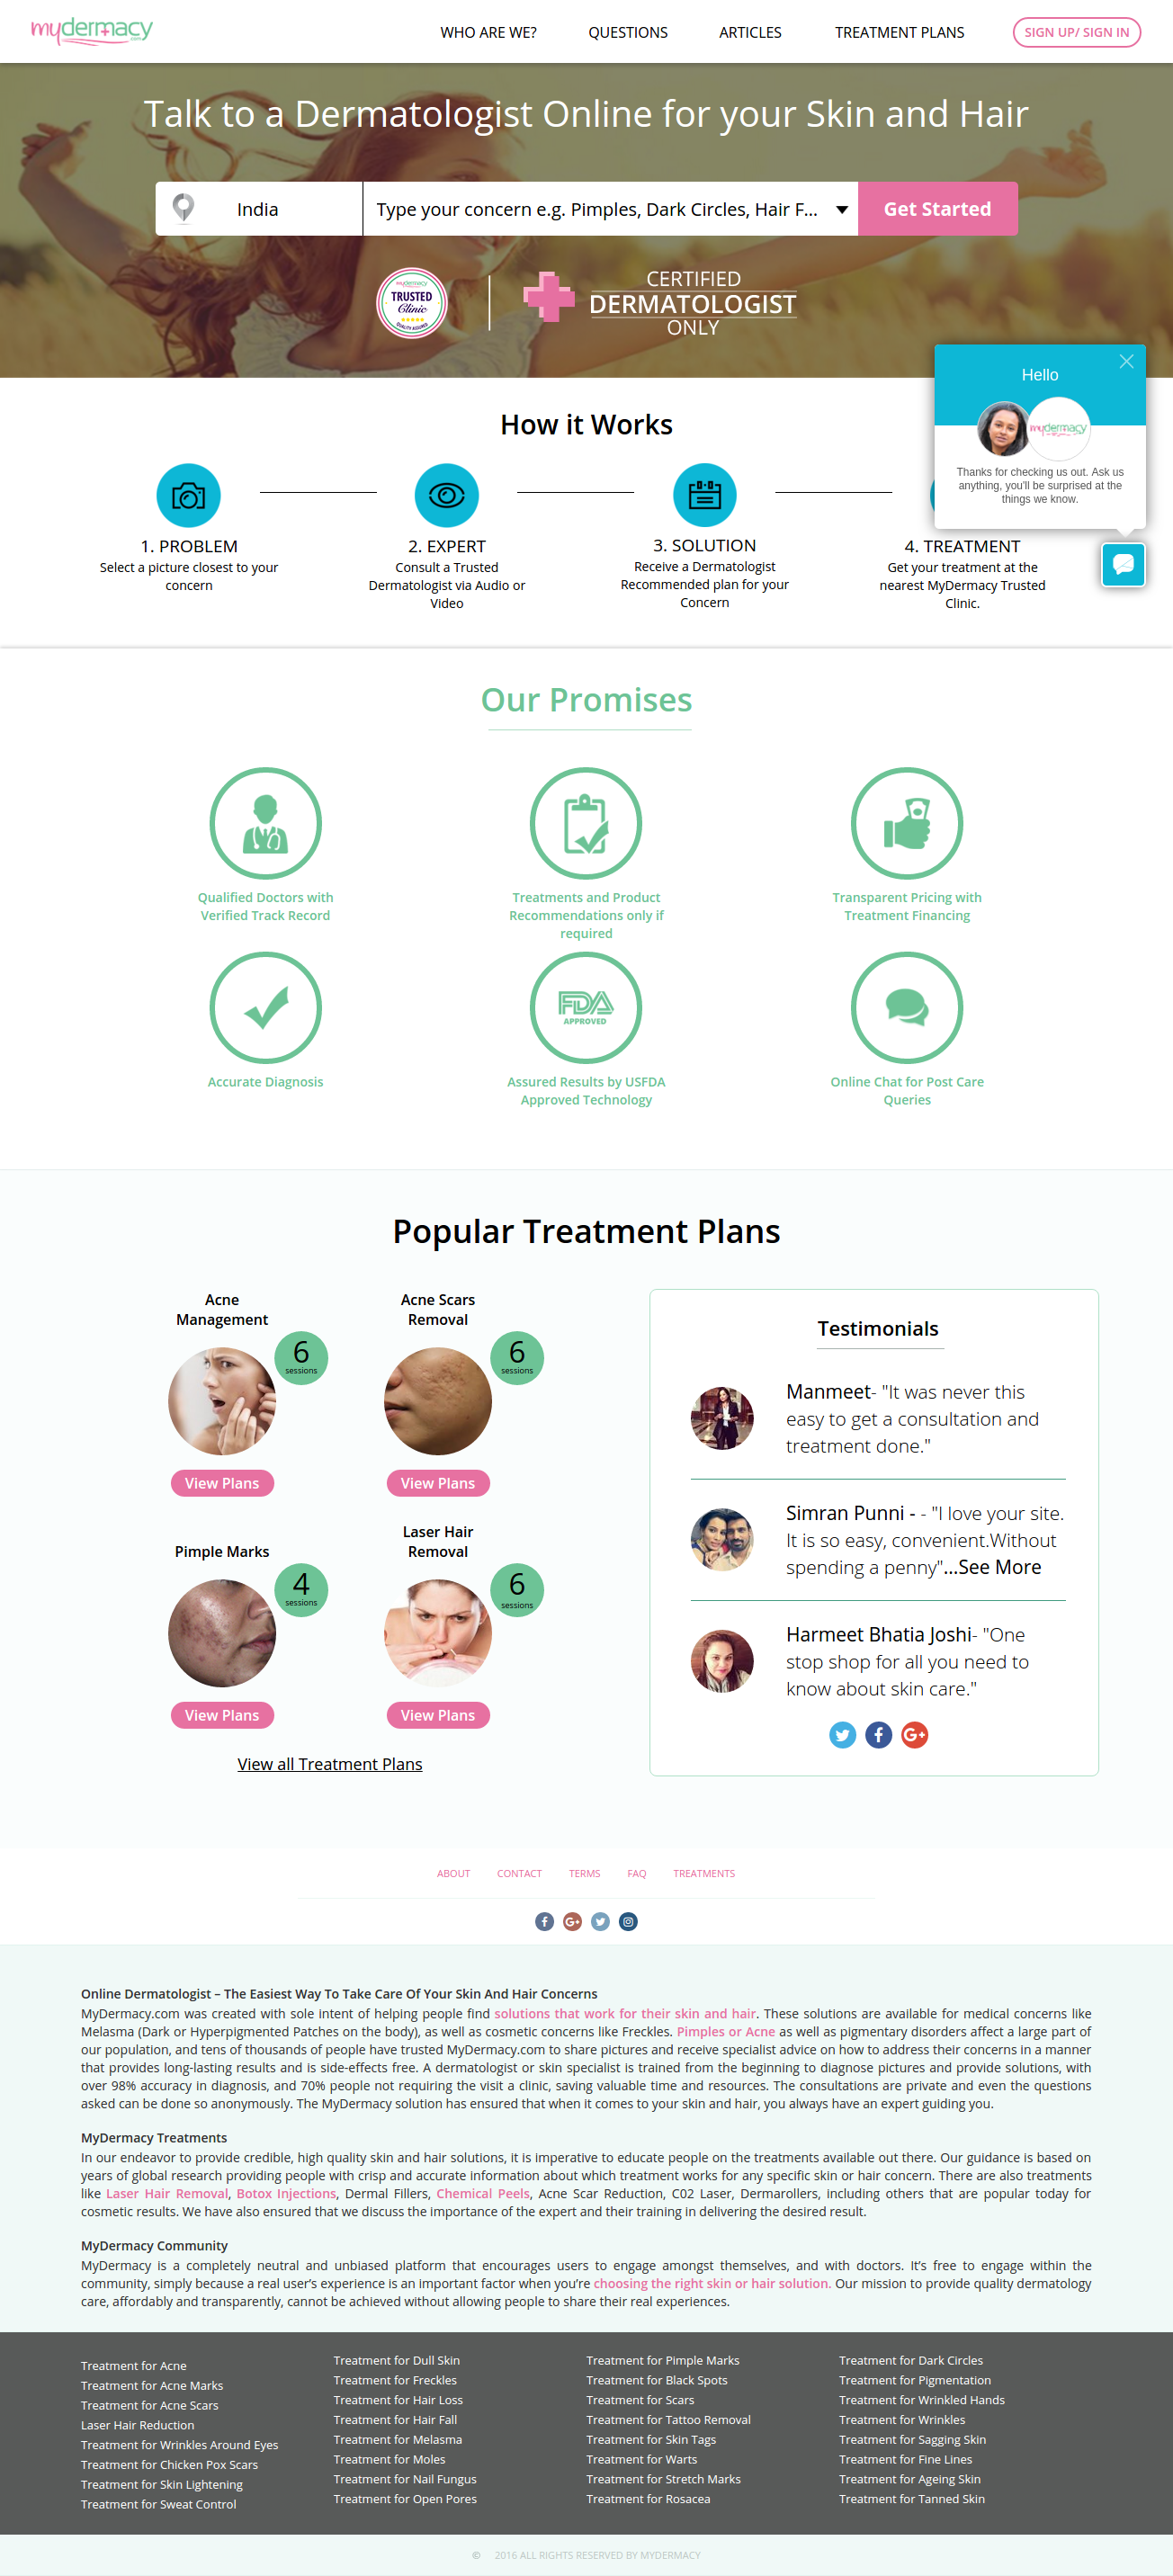 mydermacy
WHO ARE WE?
QUESTIONS
ARTICLES
TREATMENT PLANS
SIGN UP/ SIGN IN
Talk to a Dermatologist Online for your Skin and Hair
India
Type your concern e.g. Pimples, Dark Circles, Hair F...
Get Started
mydermacy
TRUSTED
Clinic
QUALITY ASSURED
CERTIFIED
DERMATOLOGIST
ONLY
Hello
mydermacy
Thanks for checking us out. Ask us
anything, you'll be surprised at the
things we know.
How it Works
1. PROBLEM
Select a picture closest to your
concern
2. EXPERT
Consult a Trusted
Dermatologist via Audio or
Video
3. SOLUTION
Receive a Dermatologist
Recommended plan for your
Concern
4. TREATMENT
Get your treatment at the
nearest MyDermacy Trusted
Clinic.
Our Promises
Qualified Doctors with
Verified Track Record
Treatments and Product
Recommendations only if
required
Transparent Pricing with
Treatment Financing
Accurate Diagnosis
FDA
APPROVED
Assured Results by USFDA
Approved Technology
Online Chat for Post Care
Queries
Popular Treatment Plans
Acne
Management
6
sessions
View Plans
Acne Scars
Removal
6
sessions
View Plans
Pimple Marks
4
sessions
View Plans
Laser Hair
Removal
6
sessions
View Plans
View all Treatment Plans
Testimonials
Manmeet- "It was never this
easy to get a consultation and
treatment done."
Simran Punni - - "I love your site.
It is so easy, convenient.Without
spending a penny"...See More
Harmeet Bhatia Joshi- "One
stop shop for all you need to
know about skin care."
ABOUT
CONTACT
TERMS
FAQ
TREATMENTS
Online Dermatologist – The Easiest Way To Take Care Of Your Skin And Hair Concerns
MyDermacy.com was created with sole intent of helping people find solutions that work for their skin and hair. These solutions are available for medical concerns like
Melasma (Dark or Hyperpigmented Patches on the body), as well as cosmetic concerns like Freckles. Pimples or Acne as well as pigmentary disorders affect a large part of
our population, and tens of thousands of people have trusted MyDermacy.com to share pictures and receive specialist advice on how to address their concerns in a manner
that provides long-lasting results and is side-effects free. A dermatologist or skin specialist is trained from the beginning to diagnose pictures and provide solutions, with
over 98% accuracy in diagnosis, and 70% people not requiring the visit a clinic, saving valuable time and resources. The consultations are private and even the questions
asked can be done so anonymously. The MyDermacy solution has ensured that when it comes to your skin and hair, you always have an expert guiding you.
MyDermacy Treatments
In our endeavor to provide credible, high quality skin and hair solutions, it is imperative to educate people on the treatments available out there. Our guidance is based on
years of global research providing people with crisp and accurate information about which treatment works for any specific skin or hair concern. There are also treatments
like Laser Hair Removal, Botox Injections, Dermal Fillers, Chemical Peels, Acne Scar Reduction, C02 Laser, Dermarollers, including others that are popular today for
cosmetic results. We have also ensured that we discuss the importance of the expert and their training in delivering the desired result.
MyDermacy Community
MyDermacy is a completely neutral and unbiased platform that encourages users to engage amongst themselves, and with doctors. It's free to engage within the
community, simply because a real user's experience is an important factor when you're choosing the right skin or hair solution. Our mission to provide quality dermatology
care, affordably and transparently, cannot be achieved without allowing people to share their real experiences.
Treatment for Acne
Treatment for Acne Marks
Treatment for Acne Scars
Laser Hair Reduction
Treatment for Wrinkles Around Eyes
Treatment for Chicken Pox Scars
Treatment for Skin Lightening
Treatment for Sweat Control
Treatment for Dull Skin
Treatment for Freckles
Treatment for Hair Loss
Treatment for Hair Fall
Treatment for Melasma
Treatment for Moles
Treatment for Nail Fungus
Treatment for Open Pores
Treatment for Pimple Marks
Treatment for Black Spots
Treatment for Scars
Treatment for Tattoo Removal
Treatment for Skin Tags
Treatment for Warts
Treatment for Stretch Marks
Treatment for Rosacea
Treatment for Dark Circles
Treatment for Pigmentation
Treatment for Wrinkled Hands
Treatment for Wrinkles
Treatment for Sagging Skin
Treatment for Fine Lines
Treatment for Ageing Skin
Treatment for Tanned Skin
© 2016 ALL RIGHTS RESERVED BY MYDERMACY